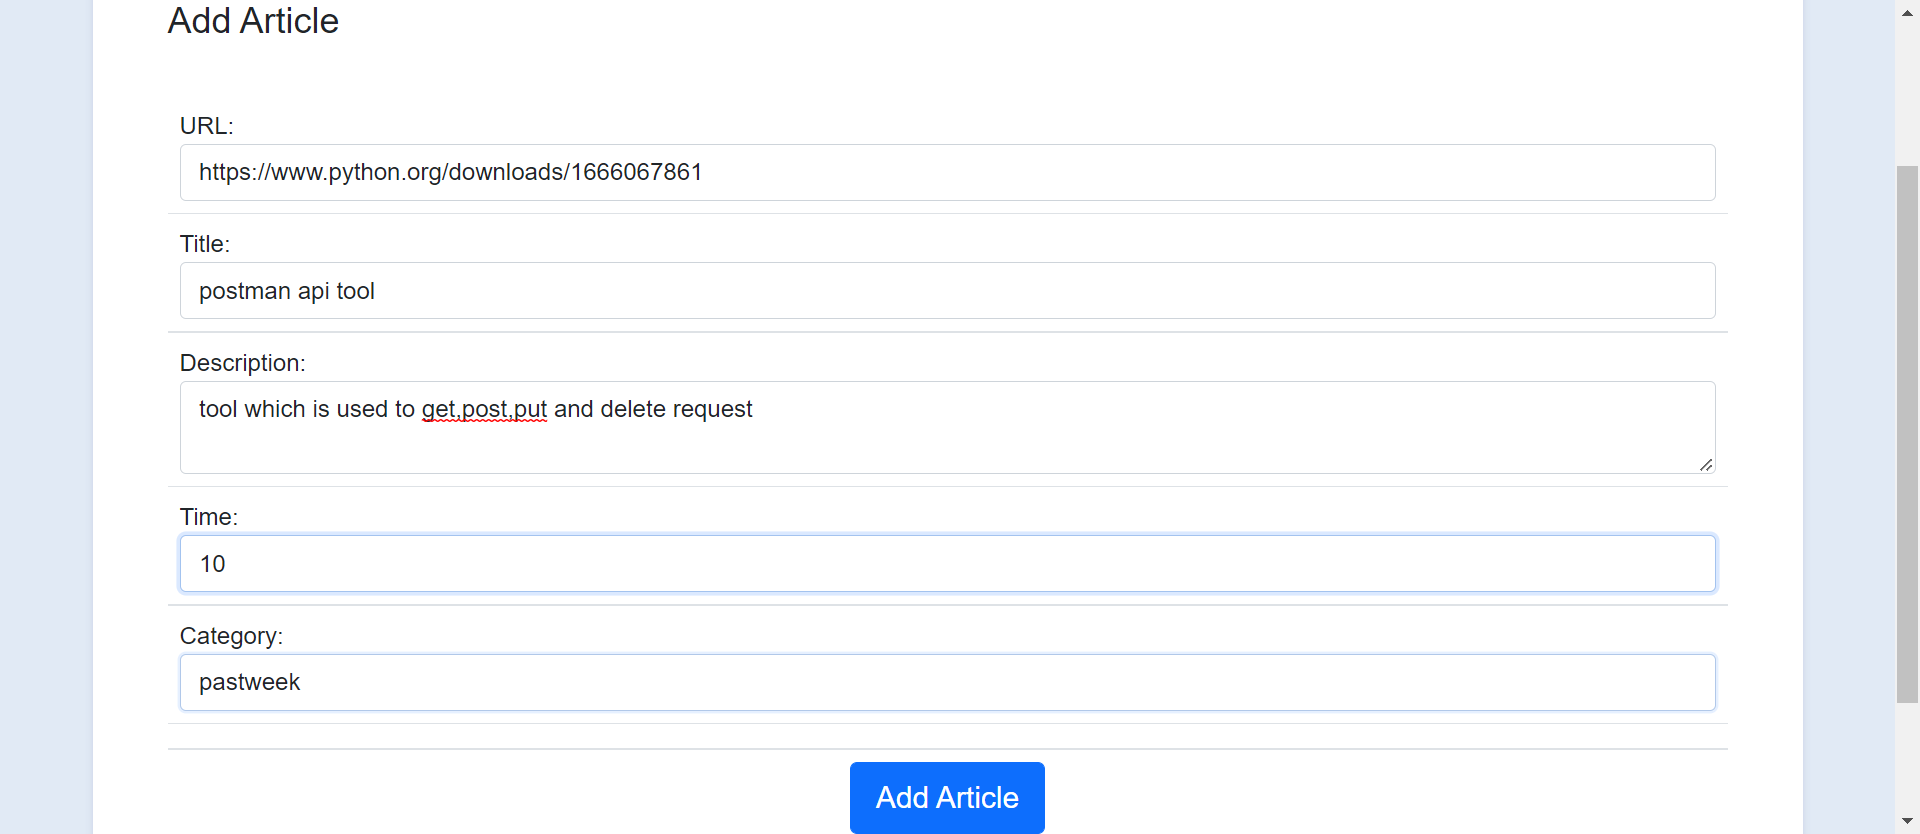 Add Article
URL:
https://www.python.org/downloads/1666067861
Title:
postman api tool
Description:
tool which is used to get,post,put and delete request
Time:
10
Category:
pastweek
Add Article